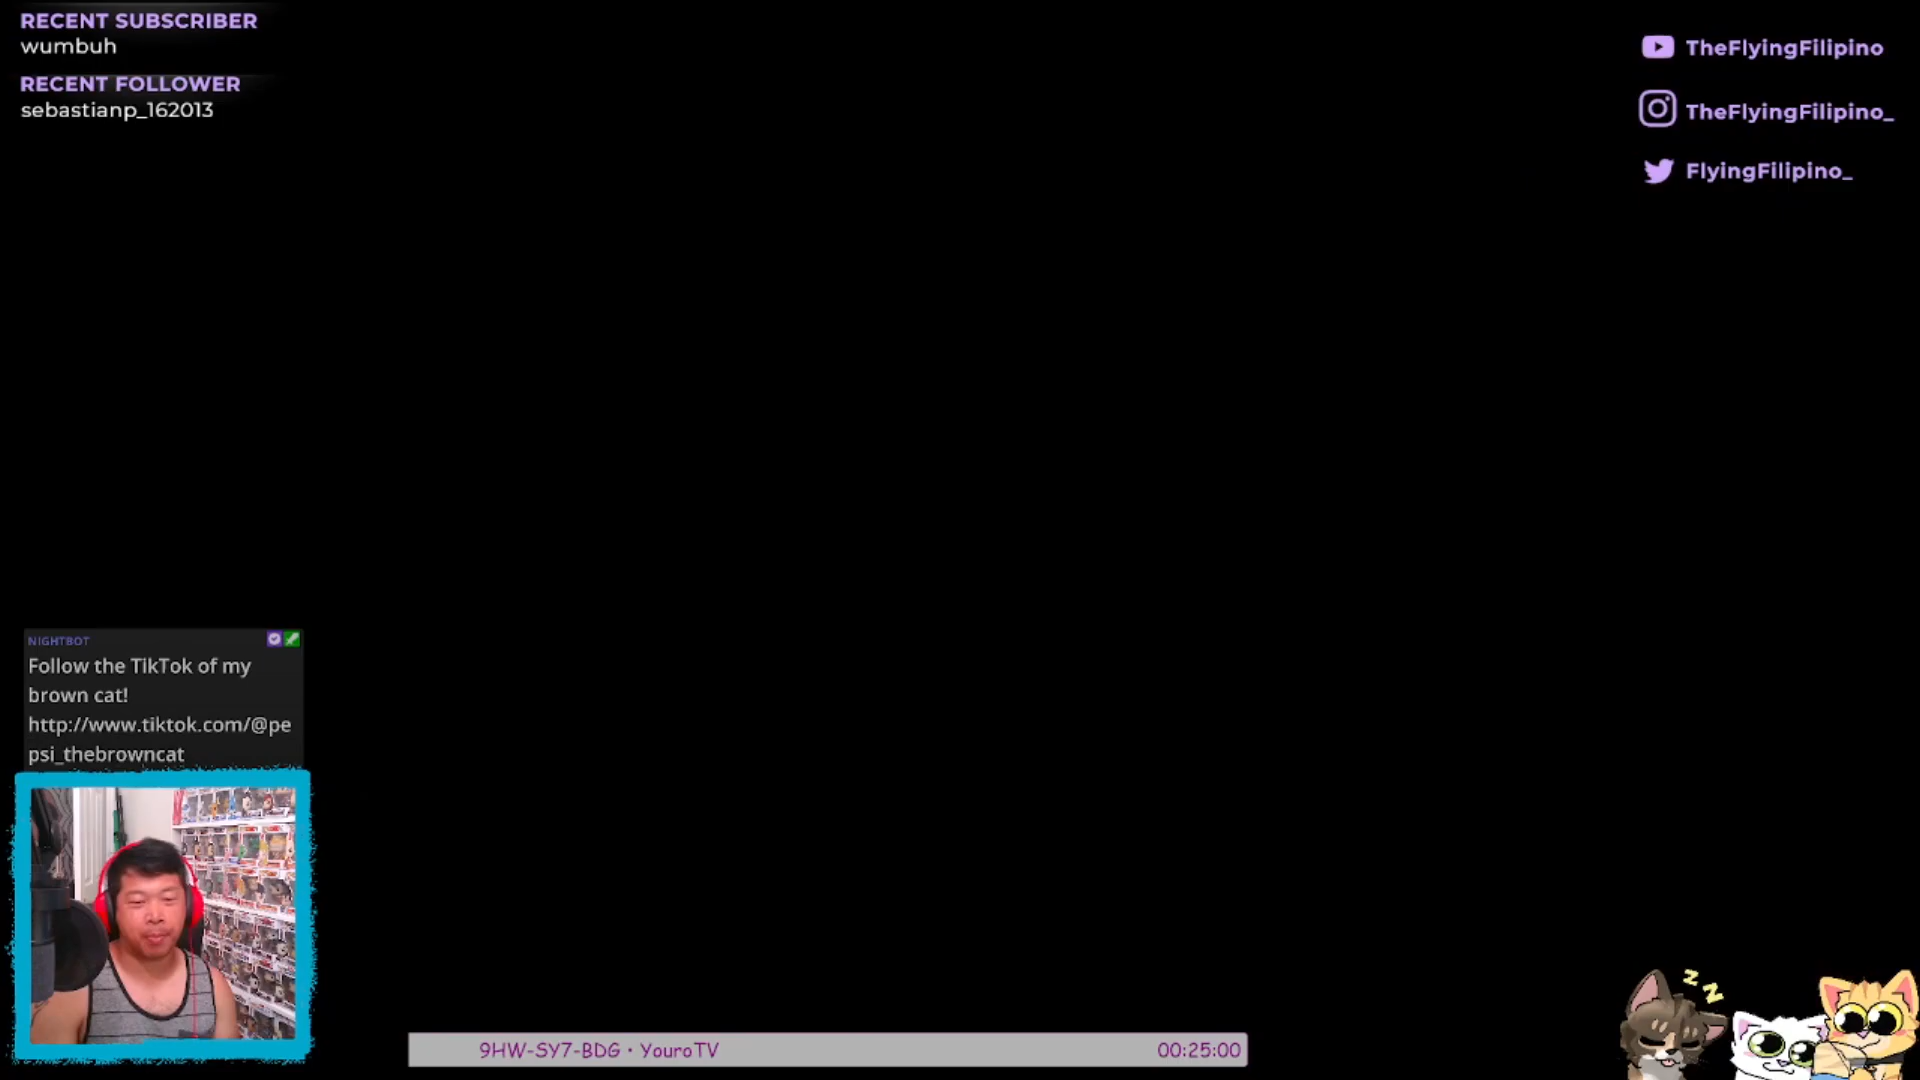 RECENT SUBSCRIBER
wumbuh
RECENT FOLLOWER
sebastianp_162013
TheFlyingFilipino
TheFlyingFilipino_
FlyingFilipino_
NIGHTBOT
Follow the TikTok of my
brown cat!
http://www.tiktok.com/@pe
psi_thebrowncat
9HW-SY7-BDG • YouroTV
00:25:00
z
z